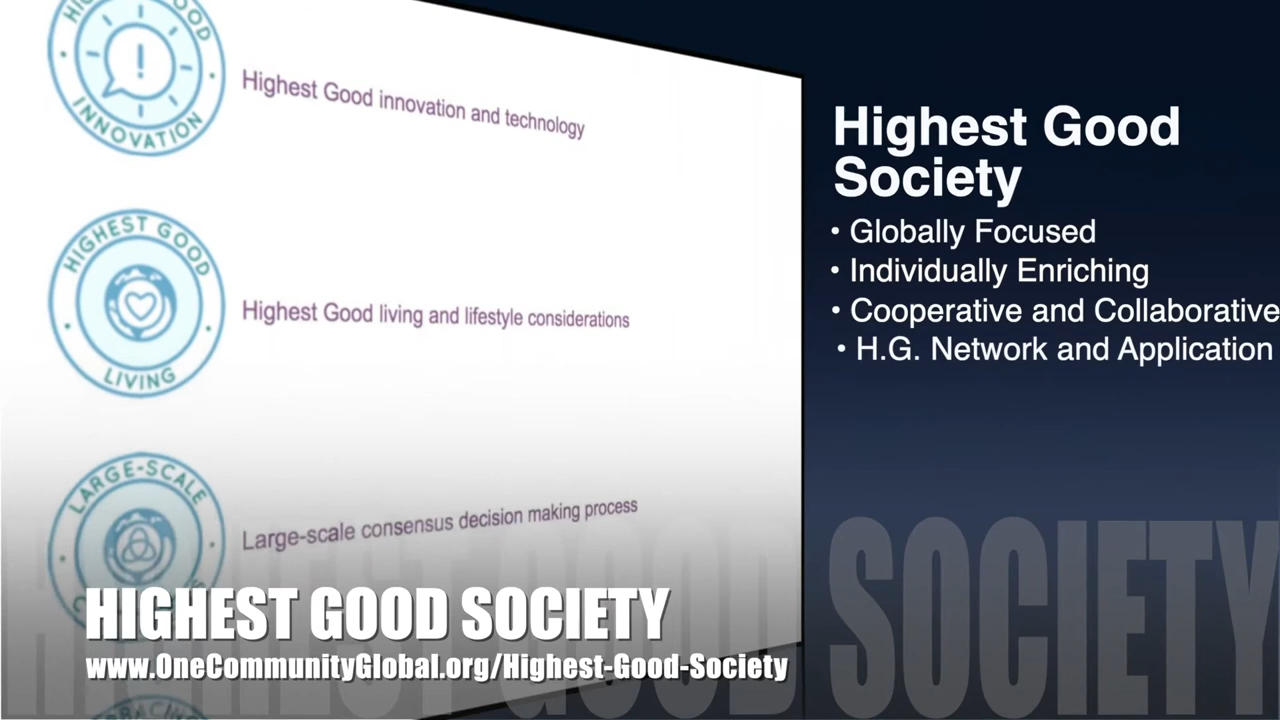 HIGHEST GOOD
INNOVATION
Highest Good innovation and technology
HIGHEST GOOD
LIVING
Highest Good living and lifestyle considerations
LARGE-SCALE
Large-scale consensus decision making process
Highest Good
Society
• Globally Focused
• Individually Enriching
• Cooperative and Collaborative
• H.G. Network and Application
HIGHEST GOOD SOCIETY
HIGHEST GOOD SOCIETY
www.OneCommunityGlobal.org/Highest-Good-Society